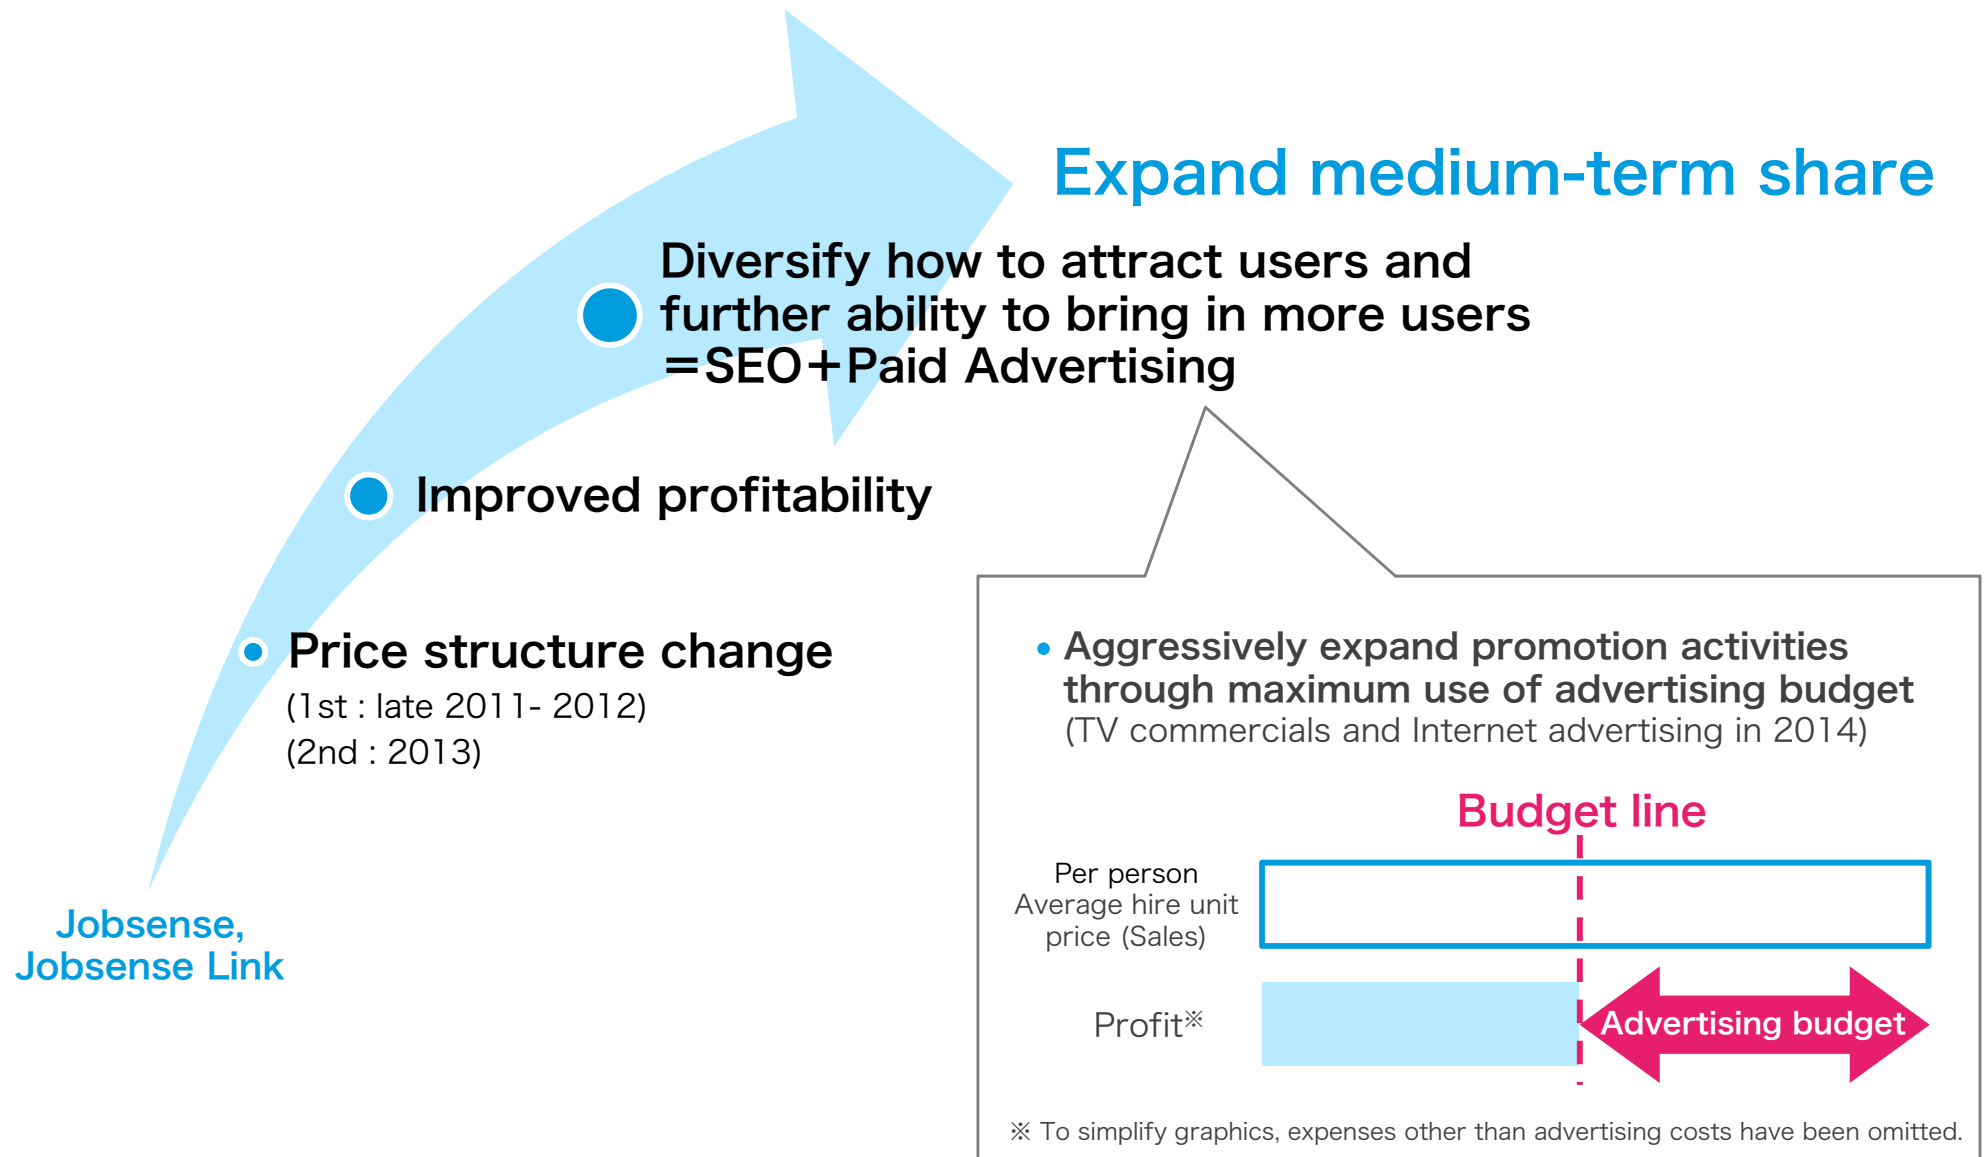 Expand medium-term share
Diversify how to attract users and
further ability to bring in more users
＝SEO＋Paid Advertising
Improved profitability
Price structure change
(1st : late 2011- 2012)
(2nd : 2013)
Jobsense,
Jobsense Link
• Aggressively expand promotion activities
through maximum use of advertising budget
(TV commercials and Internet advertising in 2014)
Budget line
Per person
Average hire unit
price (Sales)
Profit※
Advertising budget
※ To simplify graphics, expenses other than advertising costs have been omitted.